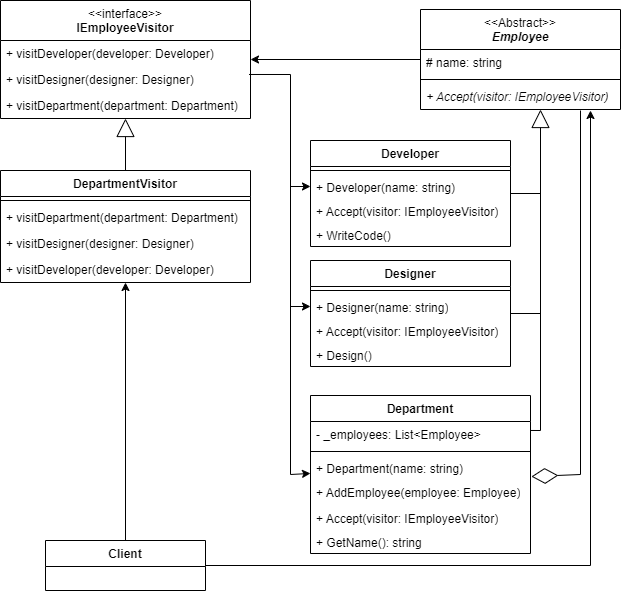 <<interface>>
IEmployeeVisitor
+ visitDeveloper(developer: Developer)
+ visitDesigner(designer: Designer)
+ visitDepartment(department: Department)
<<Abstract>>
Employee
# name: string
+ Accept(visitor: IEmployeeVisitor)
DepartmentVisitor
+ visitDepartment(department: Department)
+ visitDesigner(designer: Designer)
+ visitDeveloper(developer: Developer)
Developer
+ Developer(name: string)
+ Accept(visitor: IEmployeeVisitor)
+ WriteCode()
Designer
+ Designer(name: string)
+ Accept(visitor: IEmployeeVisitor)
+ Design()
Department
- _employees: List<Employee>
+ Department(name: string)
+ AddEmployee(employee: Employee)
+ Accept(visitor: IEmployeeVisitor)
+ GetName(): string
Client